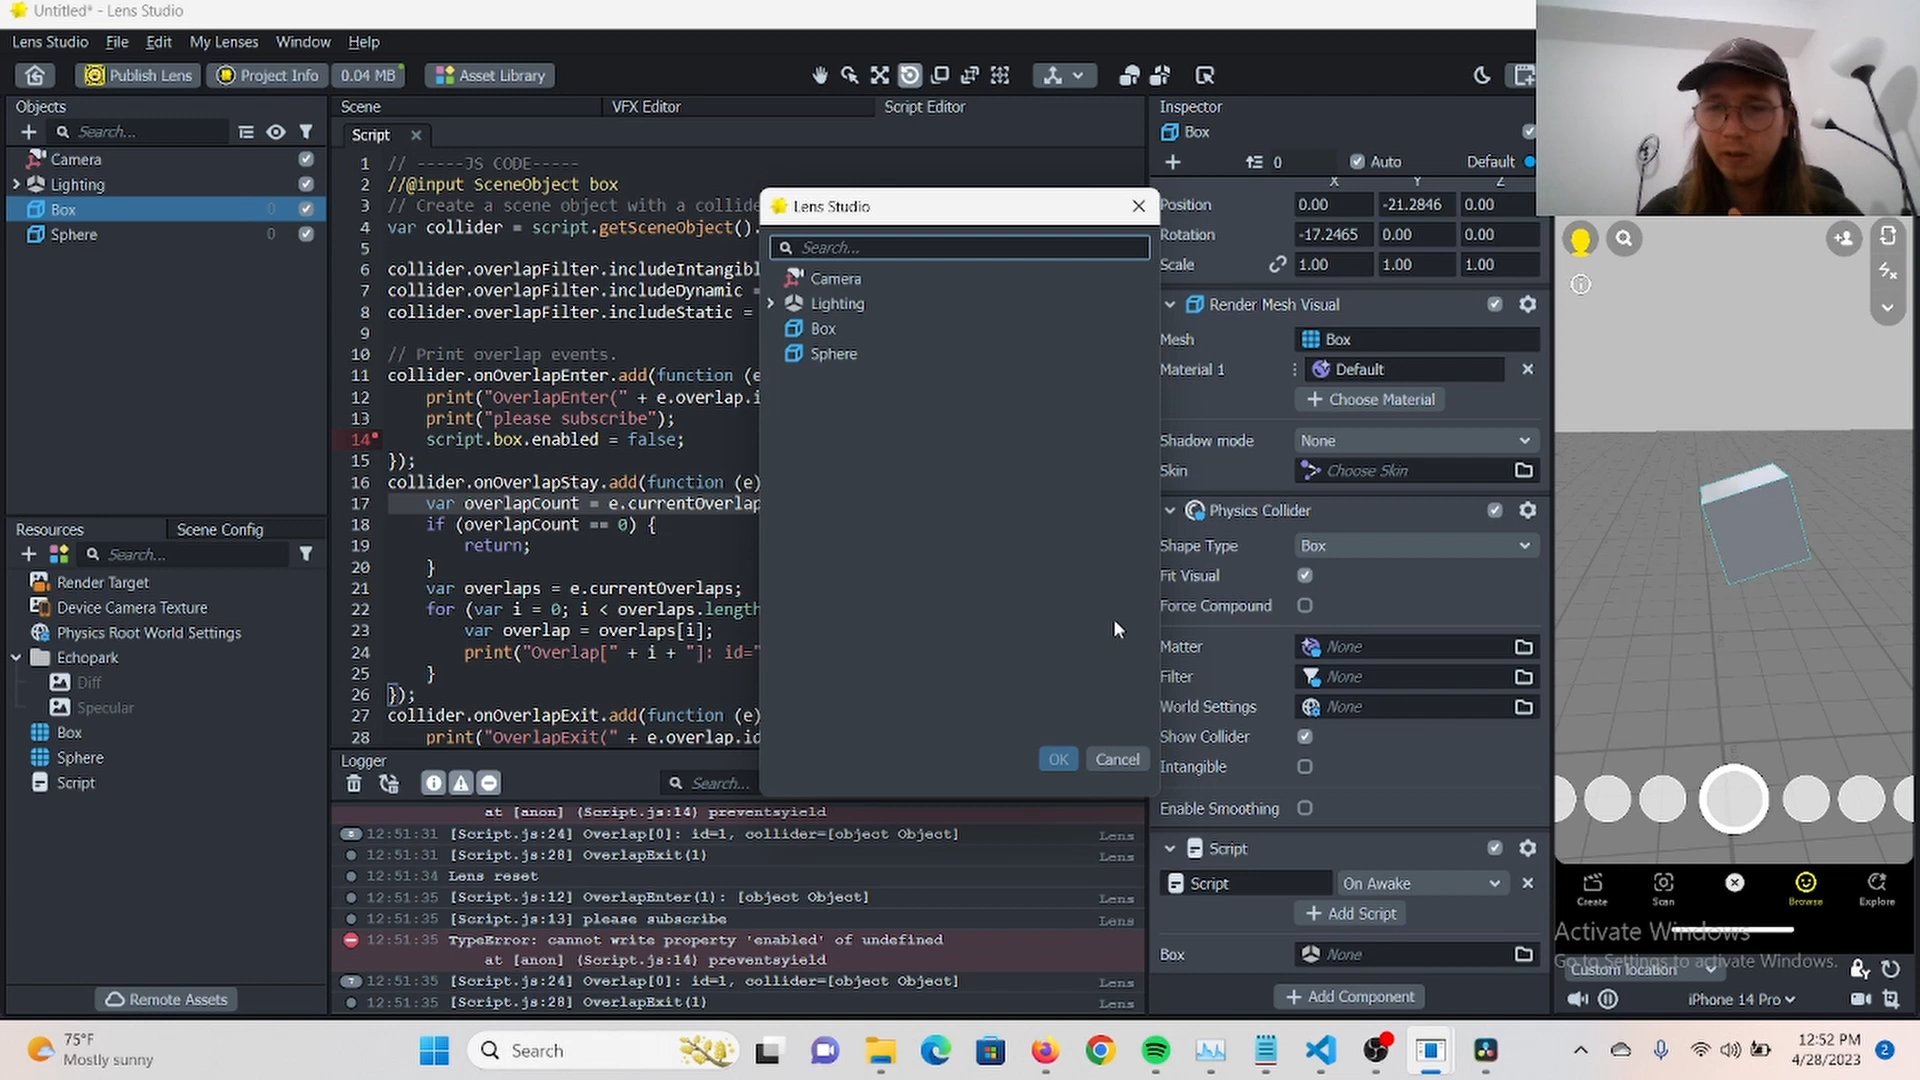 Untitled* - Lens Studio
Lens Studio File Edit My Lenses Window Help
Publish Lens Project Info 0.04 MB Asset Library
Objects
Search...
Camera
Lighting
Box 0
Sphere 0
Resources Scene Config
Search...
Render Target
Device Camera Texture
Physics Root World Settings
Echopark
Diff
Specular
Box
Sphere
Script
Remote Assets
Scene VFX Editor Script Editor
Script
1 // -----JS CODE-----
2 //@input SceneObject box
3 // Create a scene object with a collide
4 var collider = script.getSceneObject().
5
6 collider.overlapFilter.includeIntangibl
7 collider.overlapFilter.includeDynamic =
8 collider.overlapFilter.includeStatic =
9
10 // Print overlap events.
11 collider.onOverlapEnter.add(function (e
12 print("OverlapEnter(" + e.overlap.i
13 print("please subscribe");
14 script.box.enabled = false;
15 });
16 collider.onOverlapStay.add(function (e)
17 var overlapCount = e.currentOverlap
18 if (overlapCount == 0) {
19 return;
20 }
21 var overlaps = e.currentOverlaps;
22 for (var i = 0; i < overlaps.length
23 var overlap = overlaps[i];
24 print("Overlap[" + i + "]: id="
25 }
26 });
27 collider.onOverlapExit.add(function (e)
28 print("OverlapExit(" + e.overlap.id
Lens Studio
Search...
Camera
Lighting
Box
Sphere
OK Cancel
Logger
Search...
at [anon] (Script.js:14) preventsyield
12:51:31 [Script.js:24] Overlap[0]: id=1, collider=[object Object] Lens
12:51:31 [Script.js:28] OverlapExit(1) Lens
12:51:34 Lens reset
12:51:35 [Script.js:12] OverlapEnter(1): [object Object] Lens
12:51:35 [Script.js:13] please subscribe Lens
12:51:35 TypeError: cannot write property 'enabled' of undefined
at [anon] (Script.js:14) preventsyield
12:51:35 [Script.js:24] Overlap[0]: id=1, collider=[object Object] Lens
12:51:35 [Script.js:28] OverlapExit(1) Lens
Inspector
Box
0 Auto Default
X Y Z
Position 0.00 -21.2846 0.00
Rotation -17.2465 0.00 0.00
Scale 1.00 1.00 1.00
Render Mesh Visual
Mesh Box
Material 1 Default
Choose Material
Shadow mode None
Skin Choose Skin
Physics Collider
Shape Type Box
Fit Visual
Force Compound
Matter None
Filter None
World Settings None
Show Collider
Intangible
Enable Smoothing
Script
Script On Awake
Add Script
Box None
Add Component
Create Scan Browse Explore
Activate Windows
Go to Settings to activate Windows.
Custom location
iPhone 14 Pro
75°F
Mostly sunny
Search
12:52 PM
4/28/2023
2